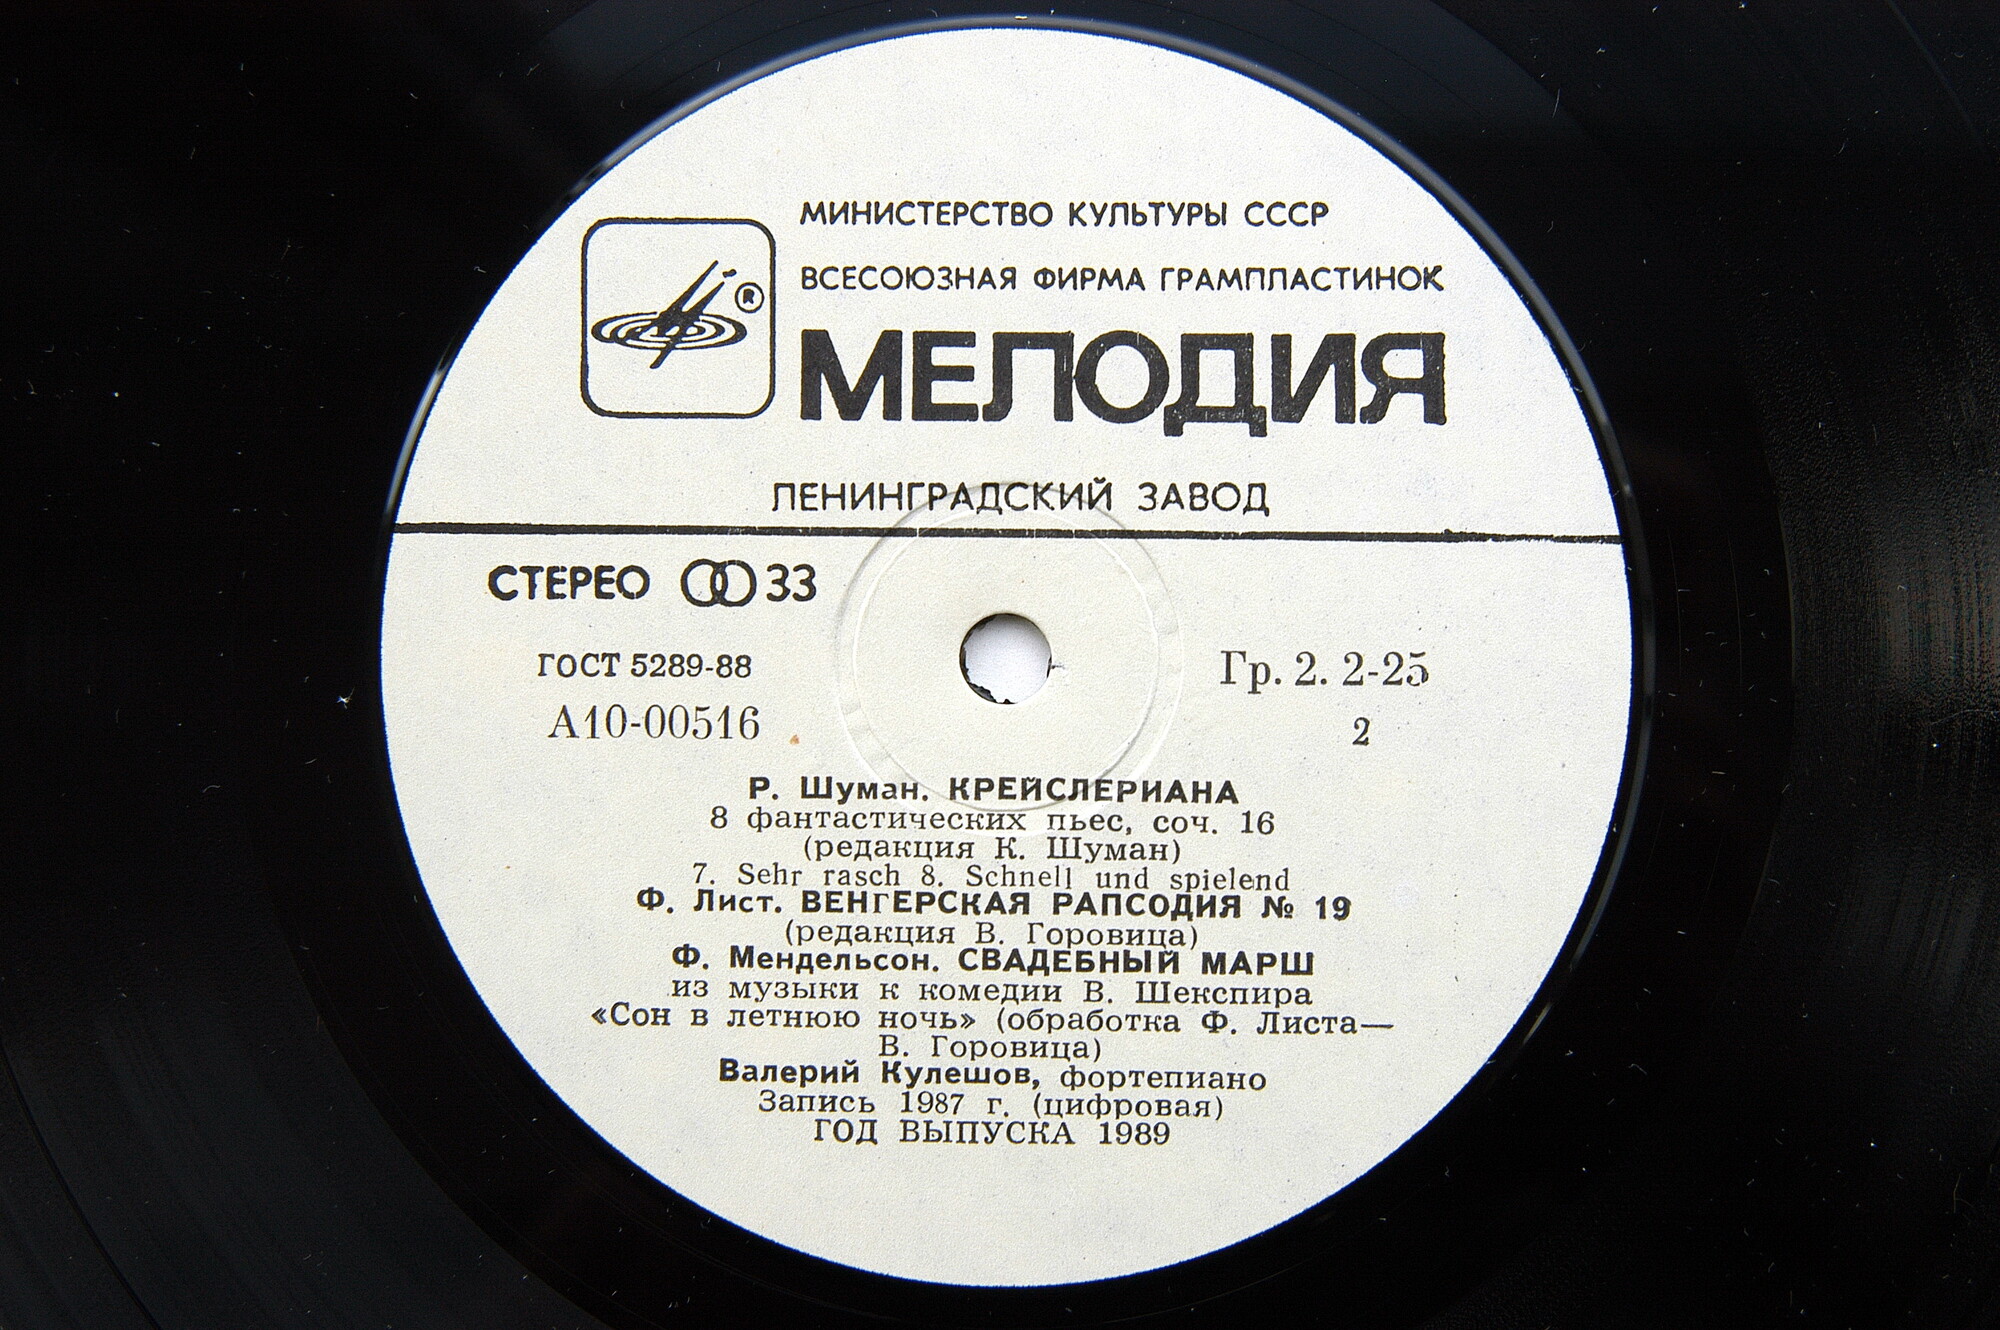 МИНИСТЕРСТВО КУЛЬТУРЫ СССР
ВСЕСОЮЗНАЯ ФИРМА ГРАМПЛАСТИНОК
®
МЕЛОДИЯ
ЛЕНИНГРАДСКИЙ ЗАВОД
СТЕРЕО 33
ГОСТ 5289-88
Гр. 2. 2-25
А10-00516
2
Р. Шуман. КРЕЙСЛЕРИАНА
8 фантастических пьес, соч. 16
(редакция К. Шуман)
7. Sehr rasch 8. Schnell und spielend
Ф. Лист. ВЕНГЕРСКАЯ РАПСОДИЯ № 19
(редакция В. Горовица)
Ф. Мендельсон. СВАДЕБНЫЙ МАРШ
из музыки к комедии В. Шекспира
«Сон в летнюю ночь» (обработка Ф. Листа—
В. Горовица)
Валерий Кулешов, фортепиано
Запись 1987 г. (цифровая)
ГОД ВЫПУСКА 1989